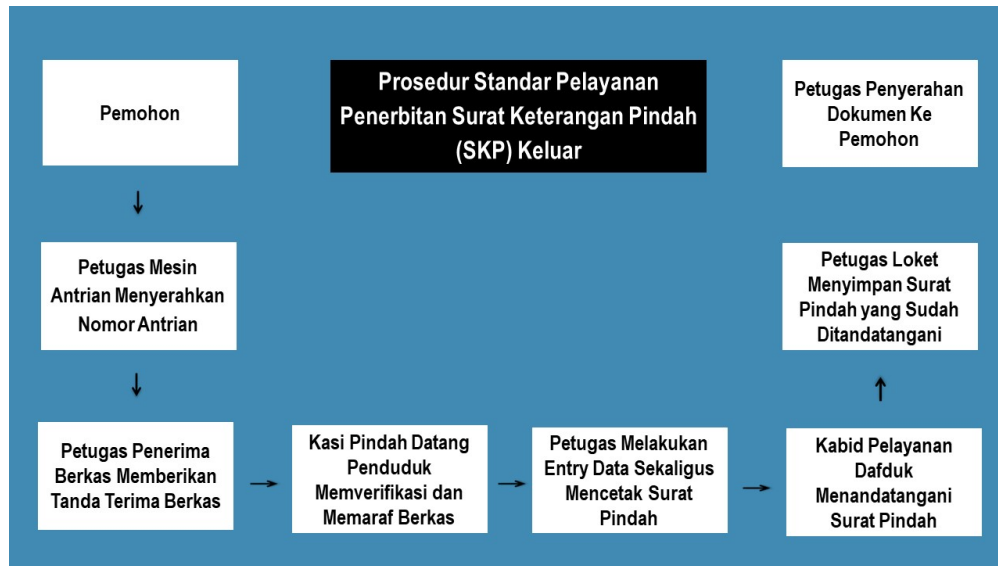 Prosedur Standar Pelayanan
Penerbitan Surat Keterangan Pindah
(SKP) Keluar
Pemohon
Petugas Mesin
Antrian Menyerahkan
Nomor Antrian
Petugas Penerima
Berkas Memberikan
Tanda Terima Berkas
Kasi Pindah Datang
Penduduk
Memverifikasi dan
Memaraf Berkas
Petugas Melakukan
Entry Data Sekaligus
Mencetak Surat
Pindah
Kabid Pelayanan
Dafduk
Menandatangani
Surat Pindah
Petugas Loket
Menyimpan Surat
Pindah yang Sudah
Ditandatangani
Petugas Penyerahan
Dokumen Ke
Pemohon